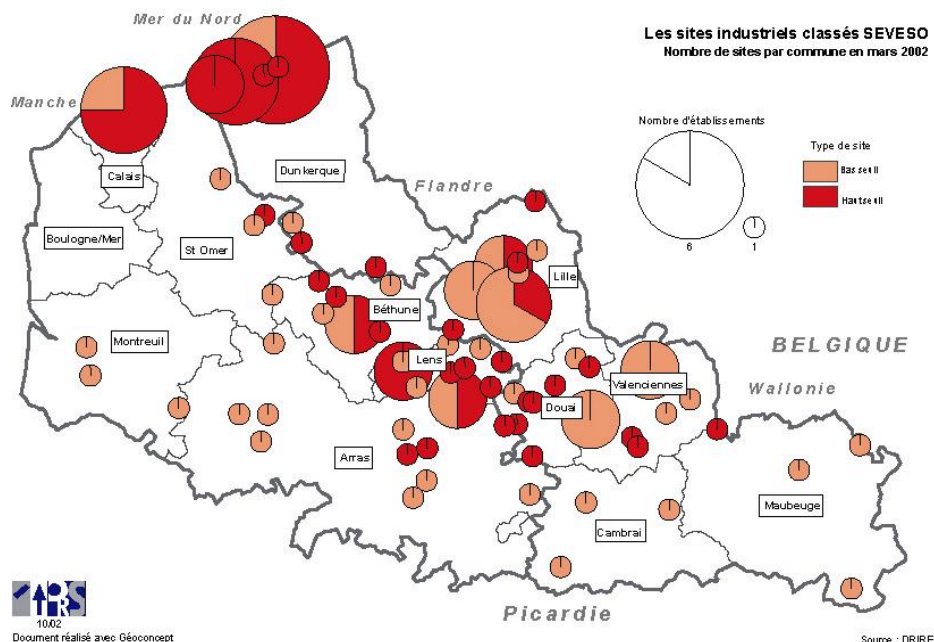 Mer du Nord
Les sites industriels classés SEVESO
Nombre de sites par commune en mars 2002
Manche
Nombre d'établissements
Type de site
Bas seuil
Haut seuil
6
1
Calais
Dunkerque
Flandre
Boulogne/Mer
St Omer
Lille
Béthune
Montreuil
Lens
BELGIQUE
Valenciennes
Wallonie
Douai
Arras
Maubeuge
Cambrai
Picardie
10/02
Document réalisé avec Géoconcept
Source : DRIRE